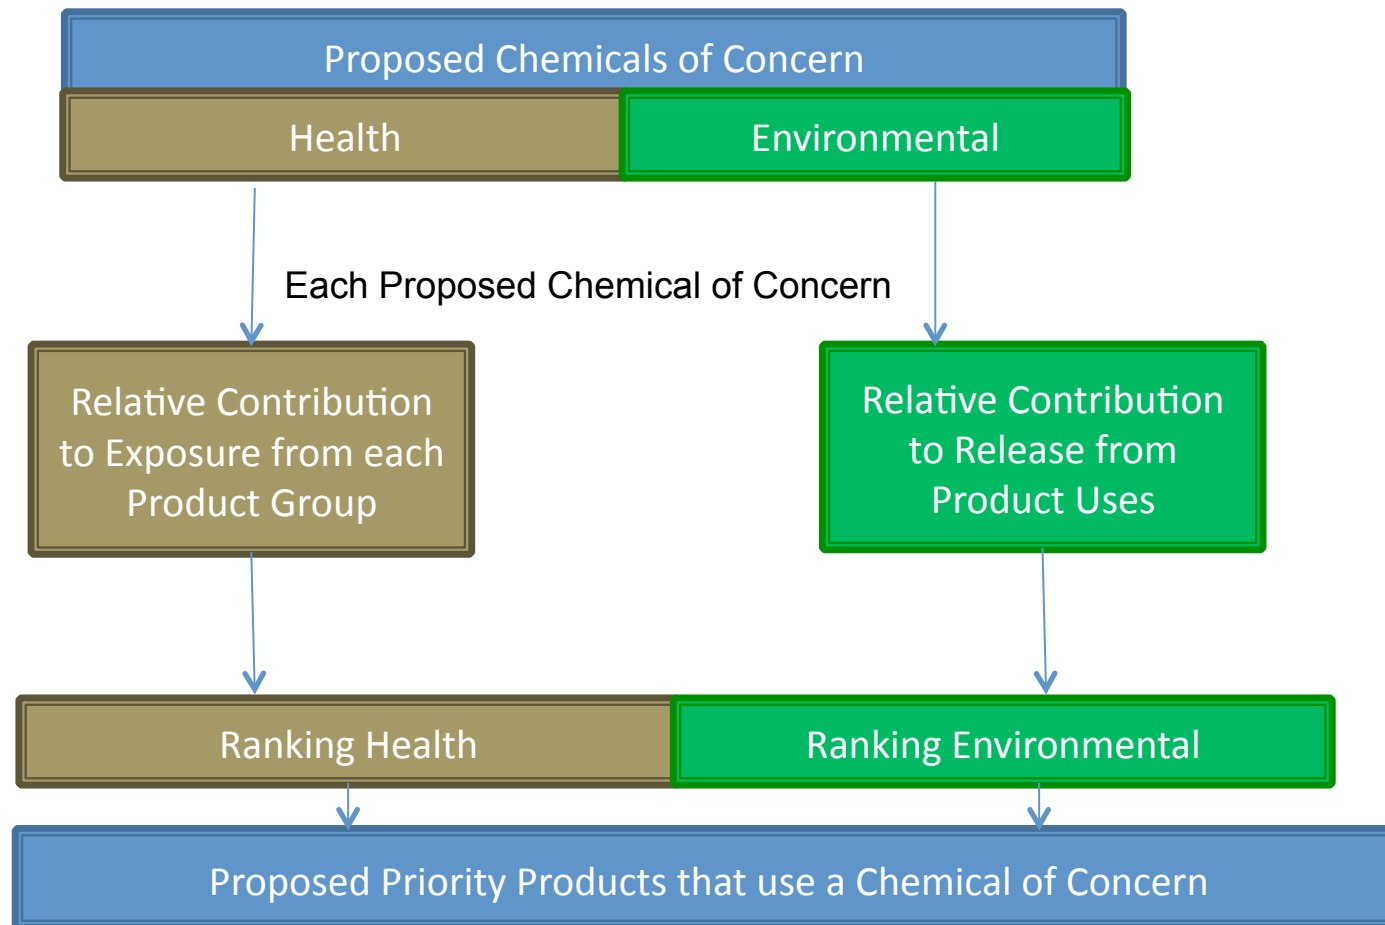 Proposed Chemicals of Concern
Health
Environmental
Each Proposed Chemical of Concern
Relative Contribution
to Exposure from each
Product Group
Relative Contribution
to Release from
Product Uses
Ranking Health
Ranking Environmental
Proposed Priority Products that use a Chemical of Concern